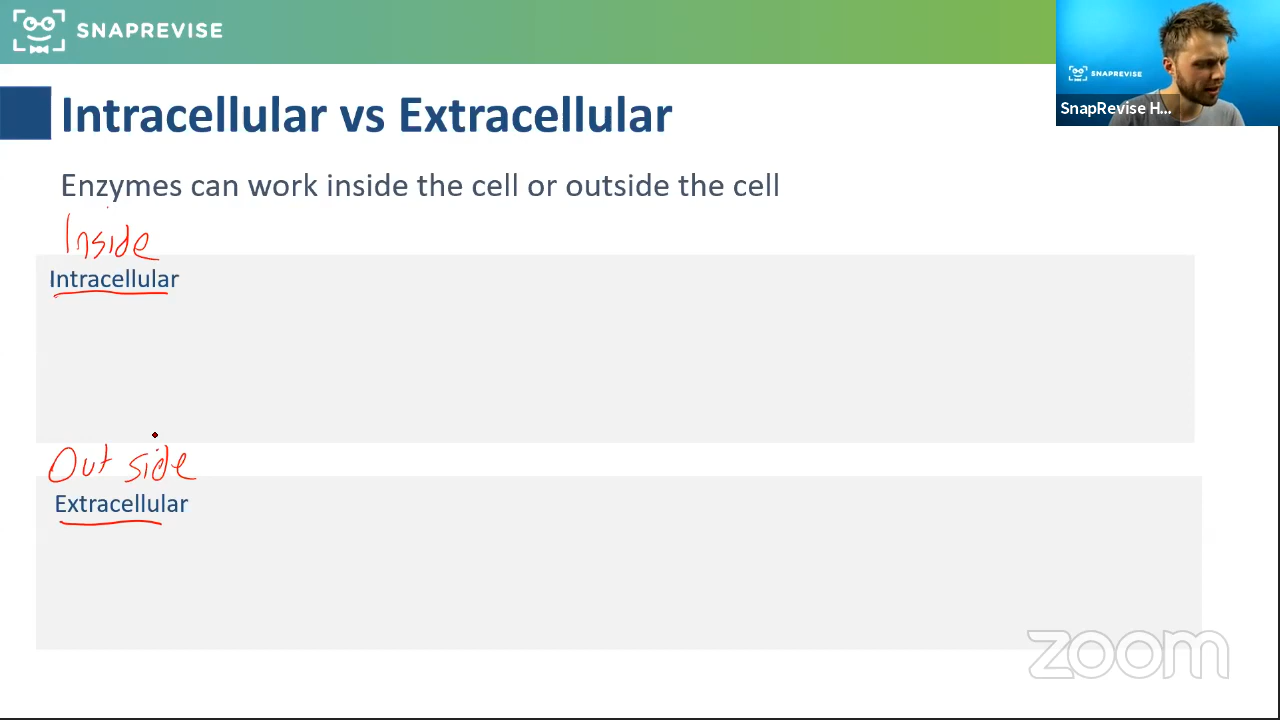 SNAPREVISE
SNAPREVISE
SnapRevise H...
Intracellular vs Extracellular
Enzymes can work inside the cell or outside the cell
Inside
Intracellular
Out side
Extracellular
zoom